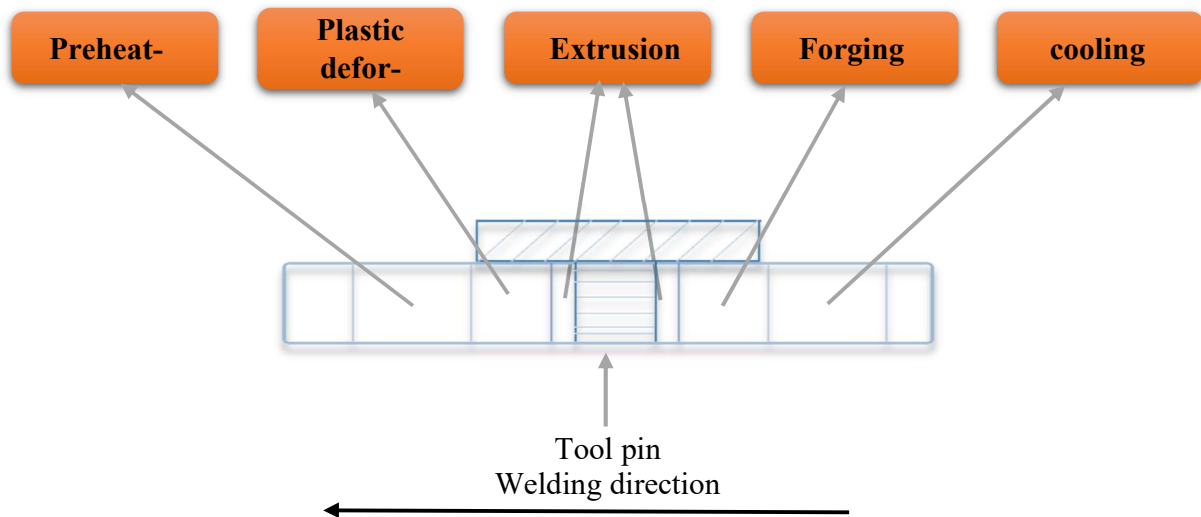 Preheat-
Plastic
defor-
Extrusion
Forging
cooling
Tool pin
Welding direction